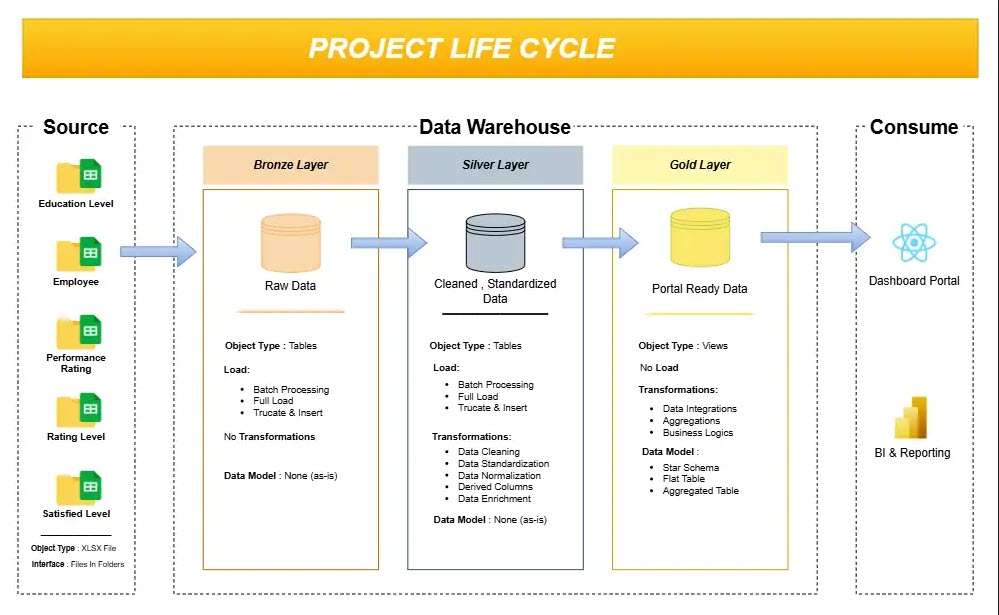 PROJECT LIFE CYCLE
Source
Education Level
Employee
Performance
Rating
Rating Level
Satisfied Level
Object Type : XLSX File
Interface : Files In Folders
Data Warehouse
Bronze Layer
Raw Data
Object Type : Tables
Load:
• Batch Processing
• Full Load
• Trucate & Insert
No Transformations
Data Model : None (as-is)
Silver Layer
Cleaned , Standardized
Data
Object Type : Tables
Load:
• Batch Processing
• Full Load
• Trucate & Insert
Transformations:
• Data Cleaning
• Data Standardization
• Data Normalization
• Derived Columns
• Data Enrichment
Data Model : None (as-is)
Gold Layer
Portal Ready Data
Object Type : Views
No Load
Transformations:
• Data Integrations
• Aggregations
• Business Logics
Data Model :
• Star Schema
• Flat Table
• Aggregated Table
Consume
Dashboard Portal
BI & Reporting